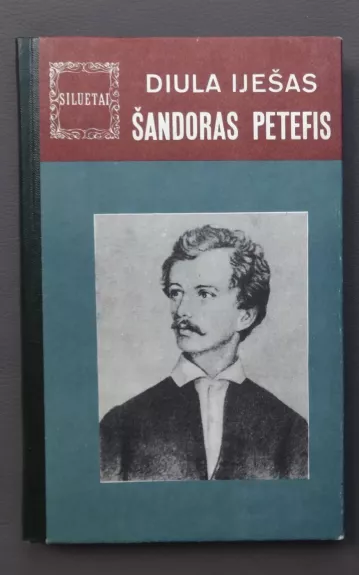 SILUETAI
DIULA IJEŠAS
ŠANDORAS PETEFIS